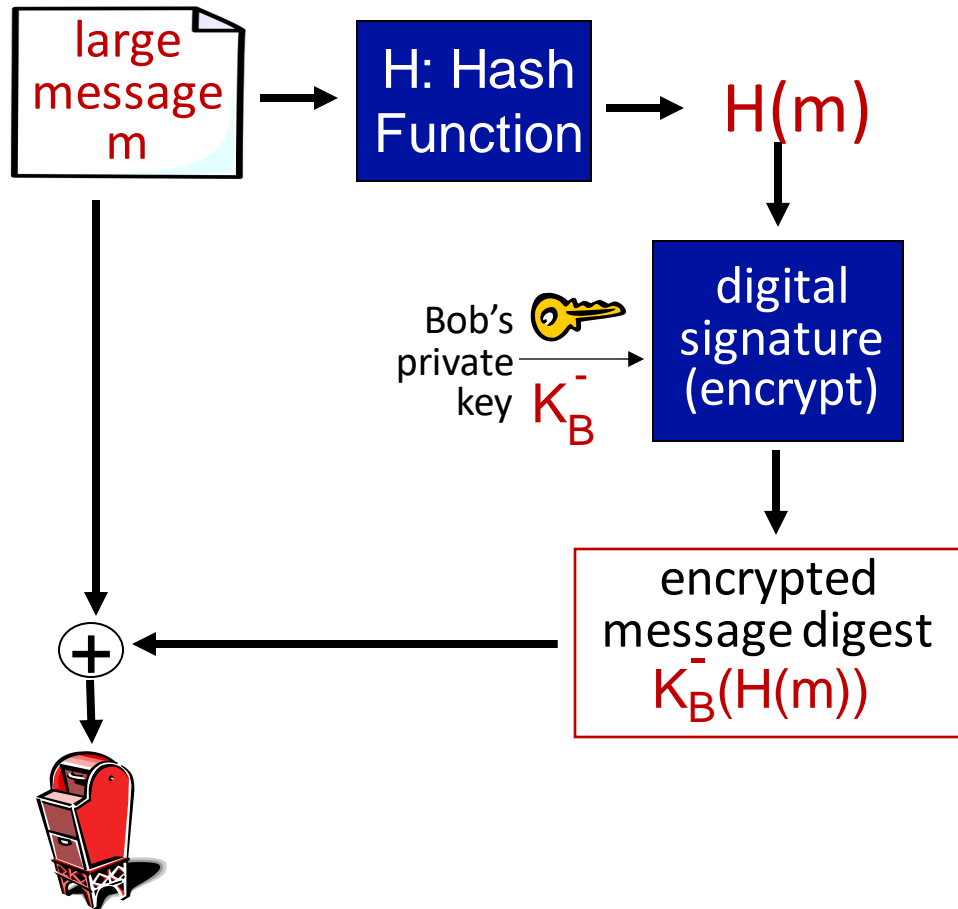 large
message
m
H: Hash
Function
H(m)
Bob's
private
key
K_B^-
digital
signature
(encrypt)
encrypted
message digest
K_B^-(H(m))
+